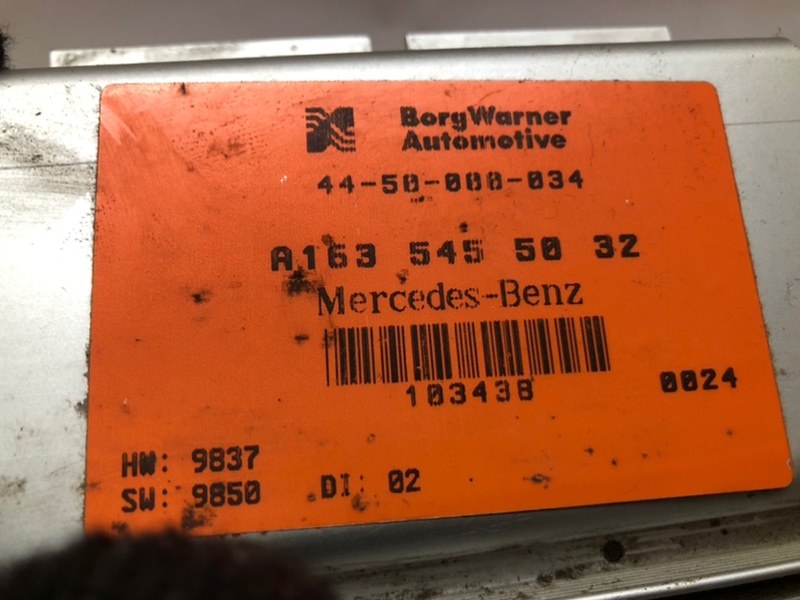 BorgWarner
Automotive
44-50-000-034
A163 545 50 32
Mercedes-Benz
103438
0024
HW: 9837
SW: 9850
DI: 02